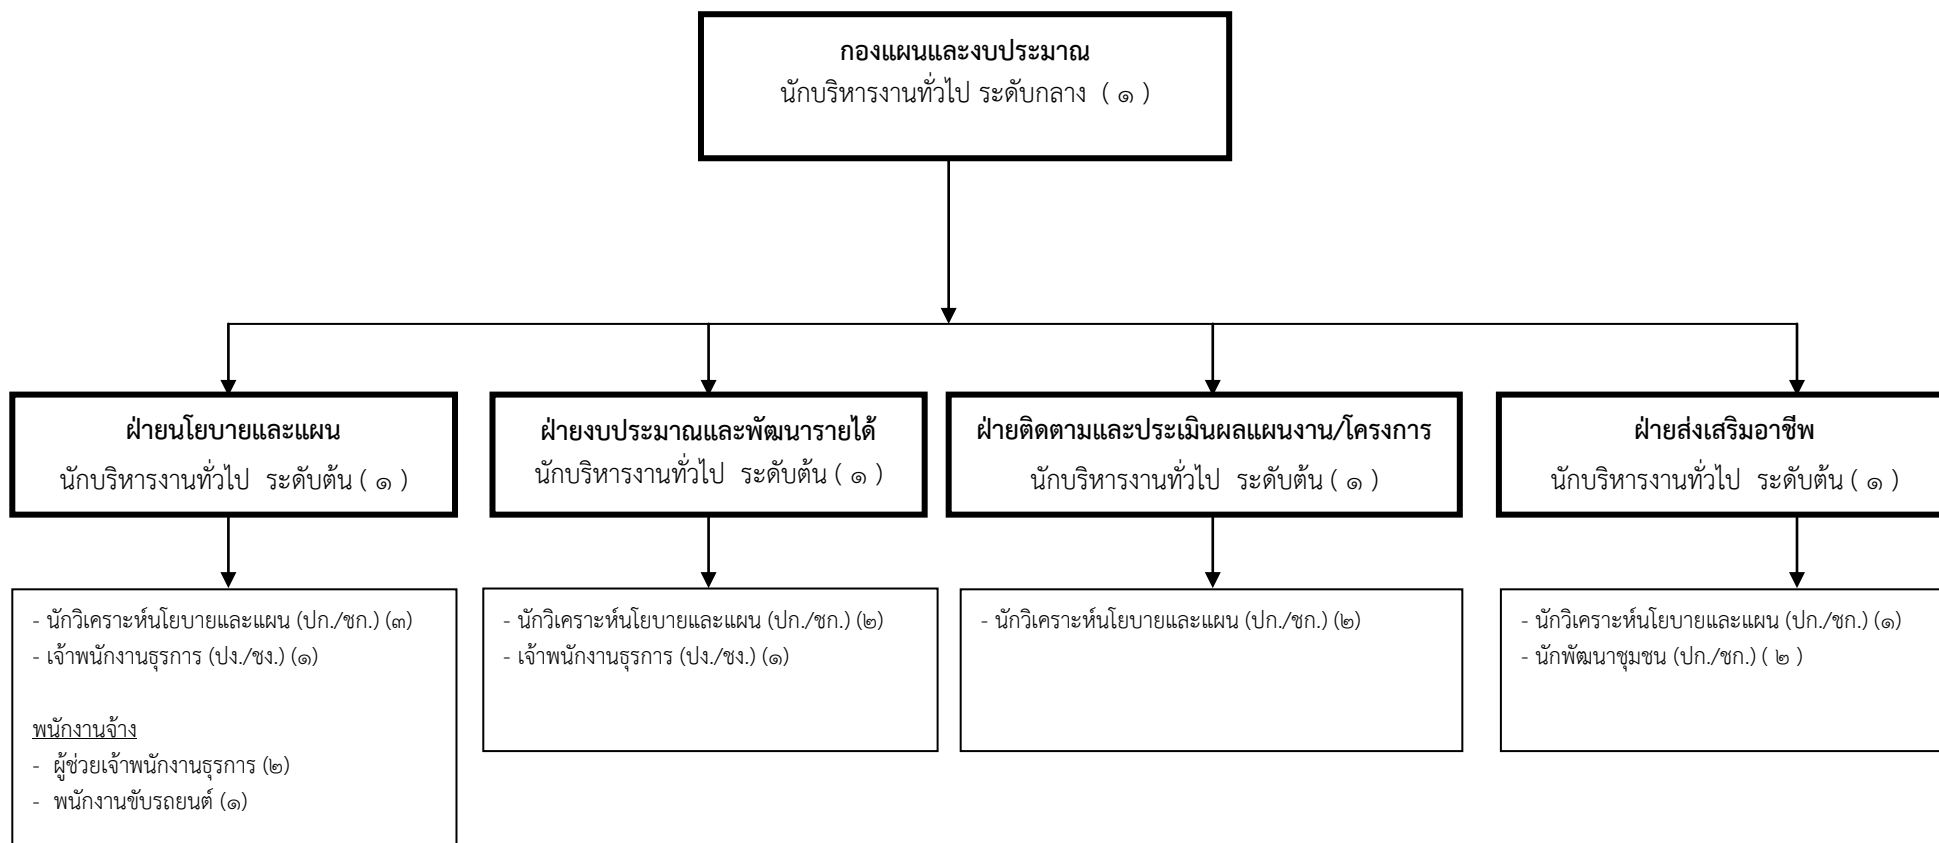 กองแผนและงบประมาณ
นักบริหารงานทั่วไป ระดับกลาง ( ๑ )
ฝ่ายนโยบายและแผน
นักบริหารงานทั่วไป ระดับต้น ( ๑ )
ฝ่ายงบประมาณและพัฒนารายได้
นักบริหารงานทั่วไป ระดับต้น ( ๑ )
ฝ่ายติดตามและประเมินผลแผนงาน/โครงการ
นักบริหารงานทั่วไป ระดับต้น ( ๑ )
ฝ่ายส่งเสริมอาชีพ
นักบริหารงานทั่วไป ระดับต้น ( ๑ )
- นักวิเคราะห์นโยบายและแผน (ปก./ชก.) (๓)
- เจ้าพนักงานธุรการ (ปง./ชง.) (๑)
พนักงานจ้าง
- ผู้ช่วยเจ้าพนักงานธุรการ (๒)
- พนักงานขับรถยนต์ (๑)
- นักวิเคราะห์นโยบายและแผน (ปก./ชก.) (๒)
- เจ้าพนักงานธุรการ (ปง./ชง.) (๑)
- นักวิเคราะห์นโยบายและแผน (ปก./ชก.) (๒)
- นักวิเคราะห์นโยบายและแผน (ปก./ชก.) (๑)
- นักพัฒนาชุมชน (ปก./ชก.) ( ๒ )